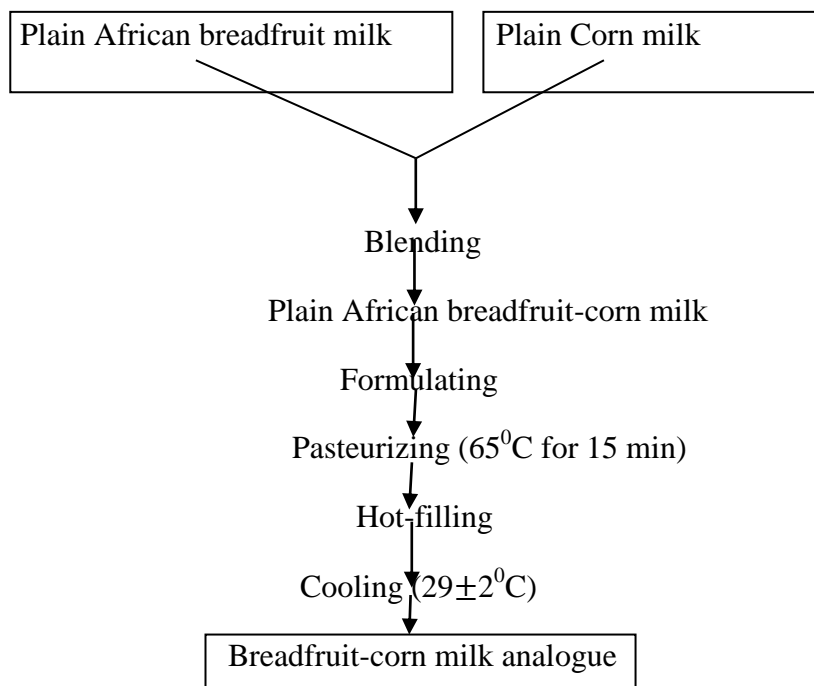 Plain African breadfruit milk
Plain Corn milk
Blending
Plain African breadfruit-corn milk
Formulating
Pasteurizing (65⁰C for 15 min)
Hot-filling
Cooling (29±2⁰C)
Breadfruit-corn milk analogue